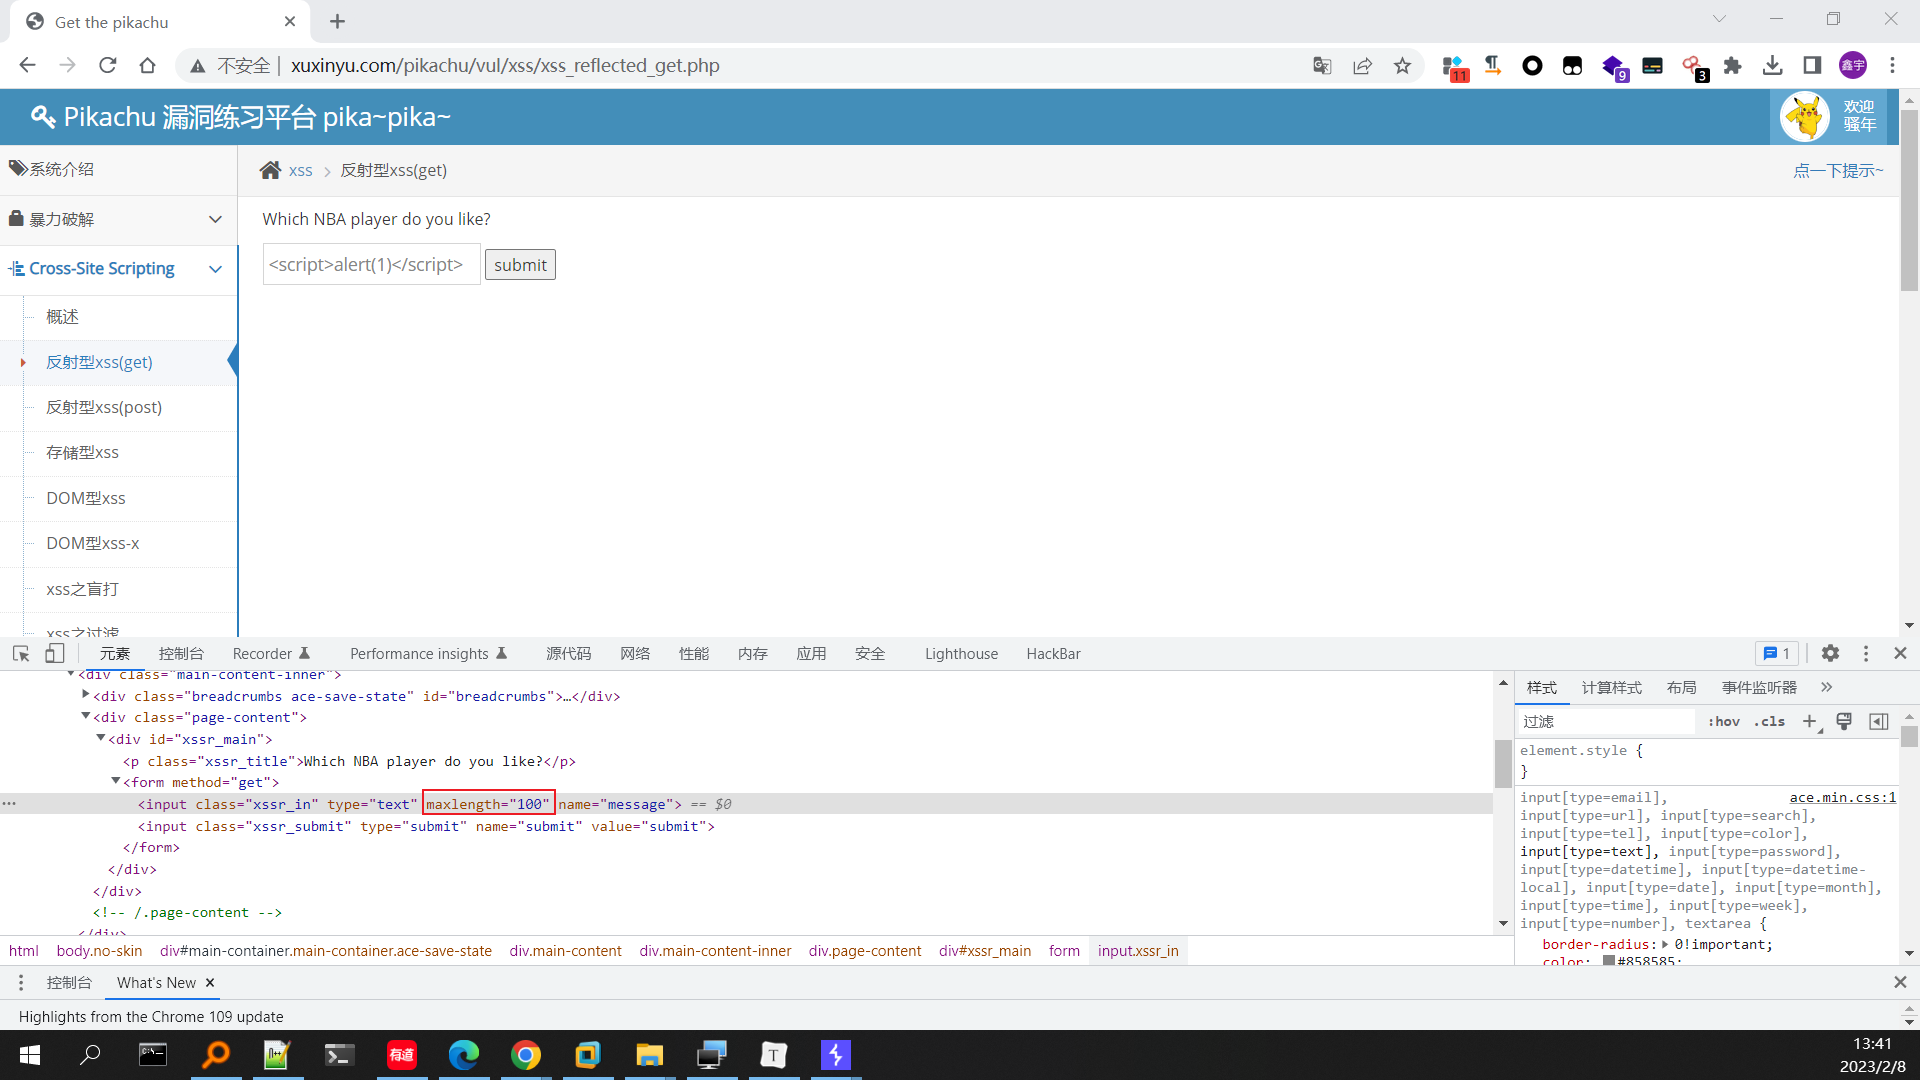 Get the pikachu
不安全 | xuxinyu.com/pikachu/vul/xss/xss_reflected_get.php
11
9
3
鑫宇
Pikachu 漏洞练习平台 pika~pika~
欢迎
骚年
系统介绍
暴力破解
Cross-Site Scripting
概述
反射型xss(get)
反射型xss(post)
存储型xss
DOM型xss
DOM型xss-x
xss之盲打
xss之过滤
xss
反射型xss(get)
点一下提示~
Which NBA player do you like?
<script>alert(1)</script>
submit
元素 控制台 Recorder Performance insights 源代码 网络 性能 内存 应用 安全 Lighthouse HackBar 1
<div class="main-content-inner">
<div class="breadcrumbs ace-save-state" id="breadcrumbs">…</div>
<div class="page-content">
<div id="xssr_main">
<p class="xssr_title">Which NBA player do you like?</p>
<form method="get">
<input class="xssr_in" type="text" maxlength="100" name="message"> == $0
<input class="xssr_submit" type="submit" name="submit" value="submit">
</form>
</div>
</div>
<!-- /.page-content -->
</div>
html body.no-skin div#main-container.main-container.ace-save-state div.main-content div.main-content-inner div.page-content div#xssr_main form input.xssr_in
样式 计算样式 布局 事件监听器 »
过滤 :hov .cls
element.style {
}
input[type=email], ace.min.css:1
input[type=url], input[type=search],
input[type=tel], input[type=color],
input[type=text], input[type=password],
input[type=datetime], input[type=datetime-
local], input[type=date], input[type=month],
input[type=time], input[type=week],
input[type=number], textarea {
border-radius: 0!important;
color: #858585;
控制台 What's New
Highlights from the Chrome 109 update
有道
T
13:41
2023/2/8